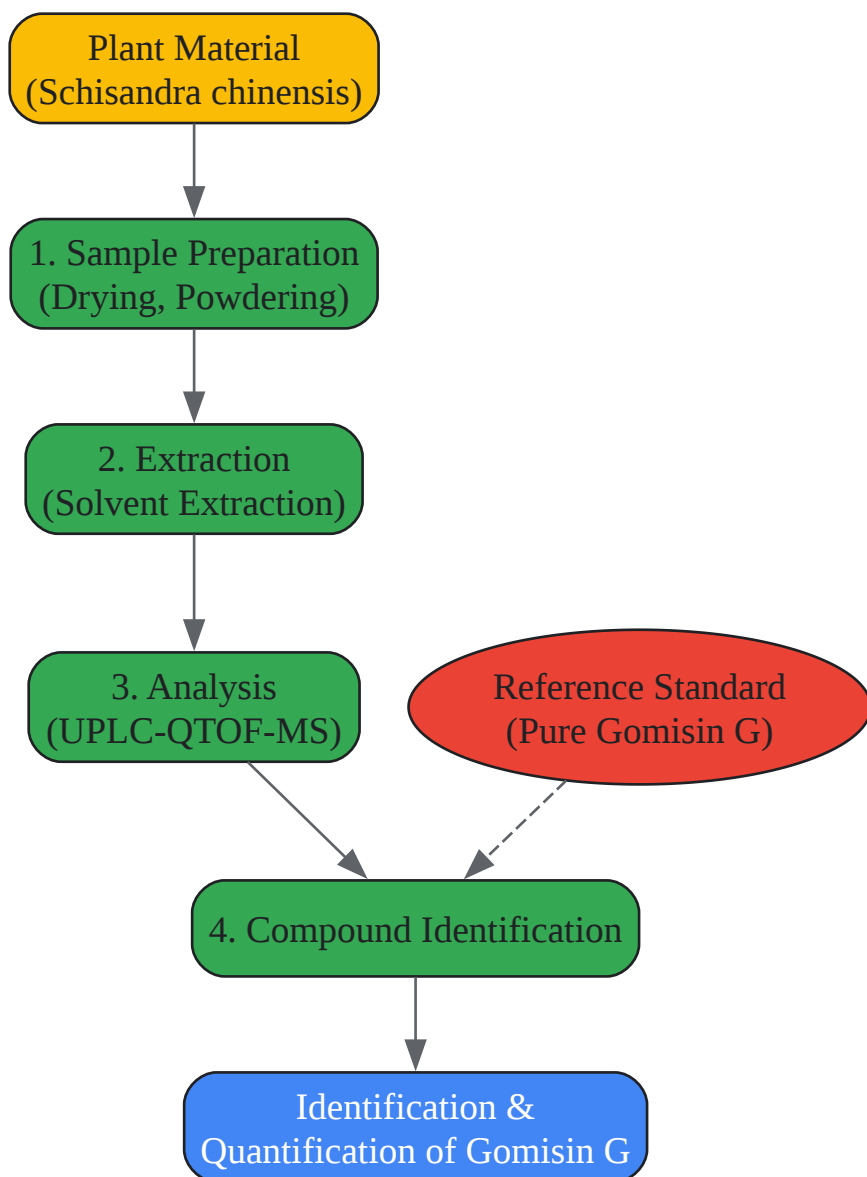 Plant Material
(Schisandra chinensis)
1. Sample Preparation
(Drying, Powdering)
2. Extraction
(Solvent Extraction)
3. Analysis
(UPLC-QTOF-MS)
Reference Standard
(Pure Gomisin G)
4. Compound Identification
Identification &
Quantification of Gomisin G